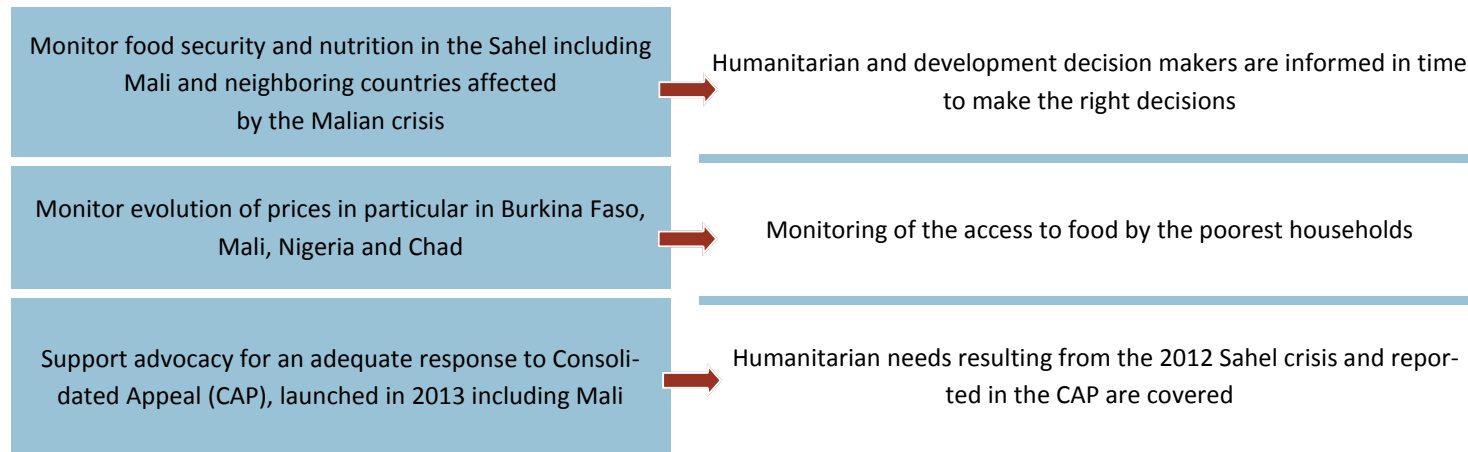 Monitor food security and nutrition in the Sahel including
Mali and neighboring countries affected
by the Malian crisis
Humanitarian and development decision makers are informed in time
to make the right decisions
Monitor evolution of prices in particular in Burkina Faso,
Mali, Nigeria and Chad
Monitoring of the access to food by the poorest households
Support advocacy for an adequate response to Consoli-
dated Appeal (CAP), launched in 2013 including Mali
Humanitarian needs resulting from the 2012 Sahel crisis and repor-
ted in the CAP are covered